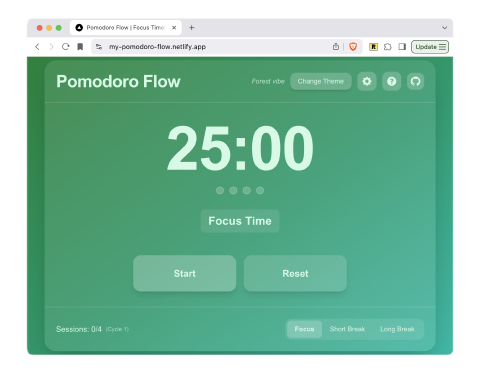 Pomodoro Flow | Focus Time
my-pomodoro-flow.netlify.app
Update
Pomodoro Flow
Forest vibe
Change Theme
25:00
Focus Time
Start
Reset
Sessions: 0/4 (Cycle 1)
Focus
Short Break
Long Break